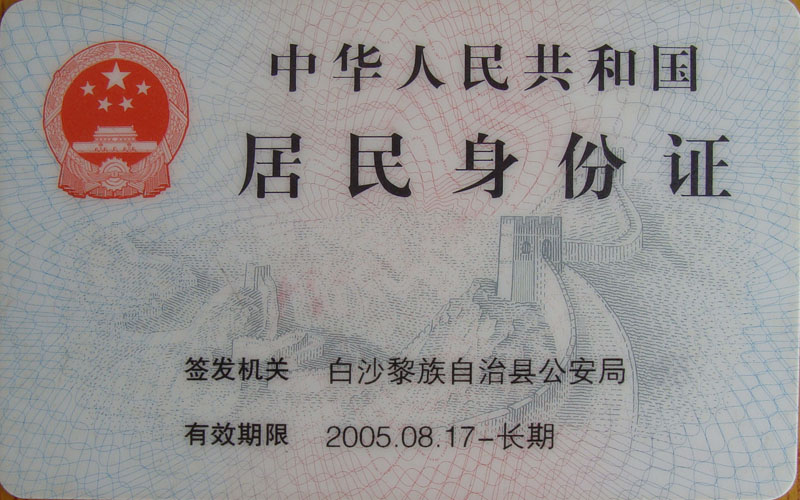 中华人民共和国
居民身份证
签发机关 白沙黎族自治县公安局
有效期限 2005.08.17-长期